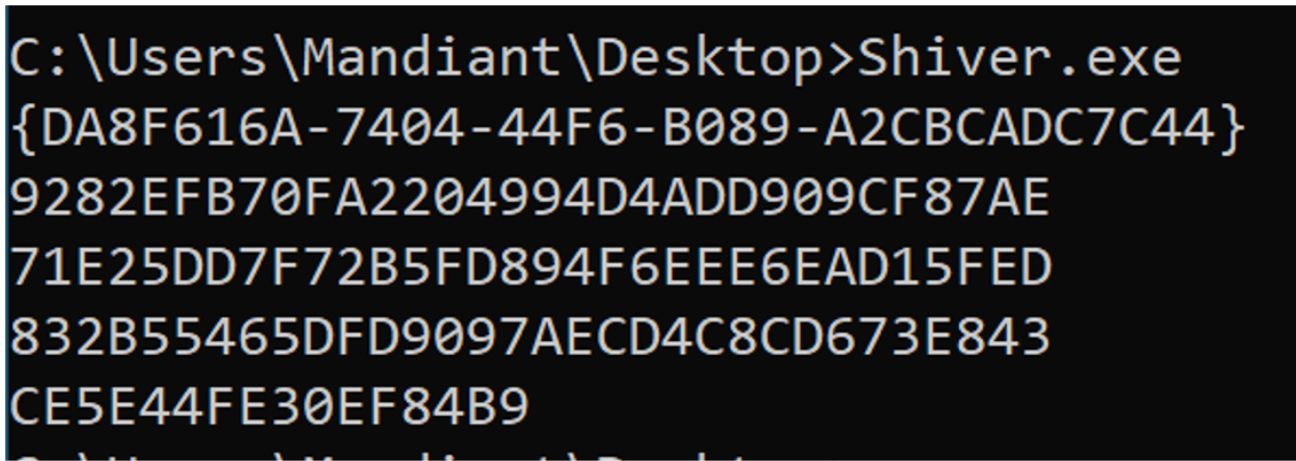 C:\Users\Mandiant\Desktop>Shiver.exe
{DA8F616A-7404-44F6-B089-A2CBCADC7C44}
9282EFB70FA2204994D4ADD909CF87AE
71E25DD7F72B5FD894F6EEE6EAD15FED
832B55465DFD9097AECD4C8CD673E843
CE5E44FE30EF84B9